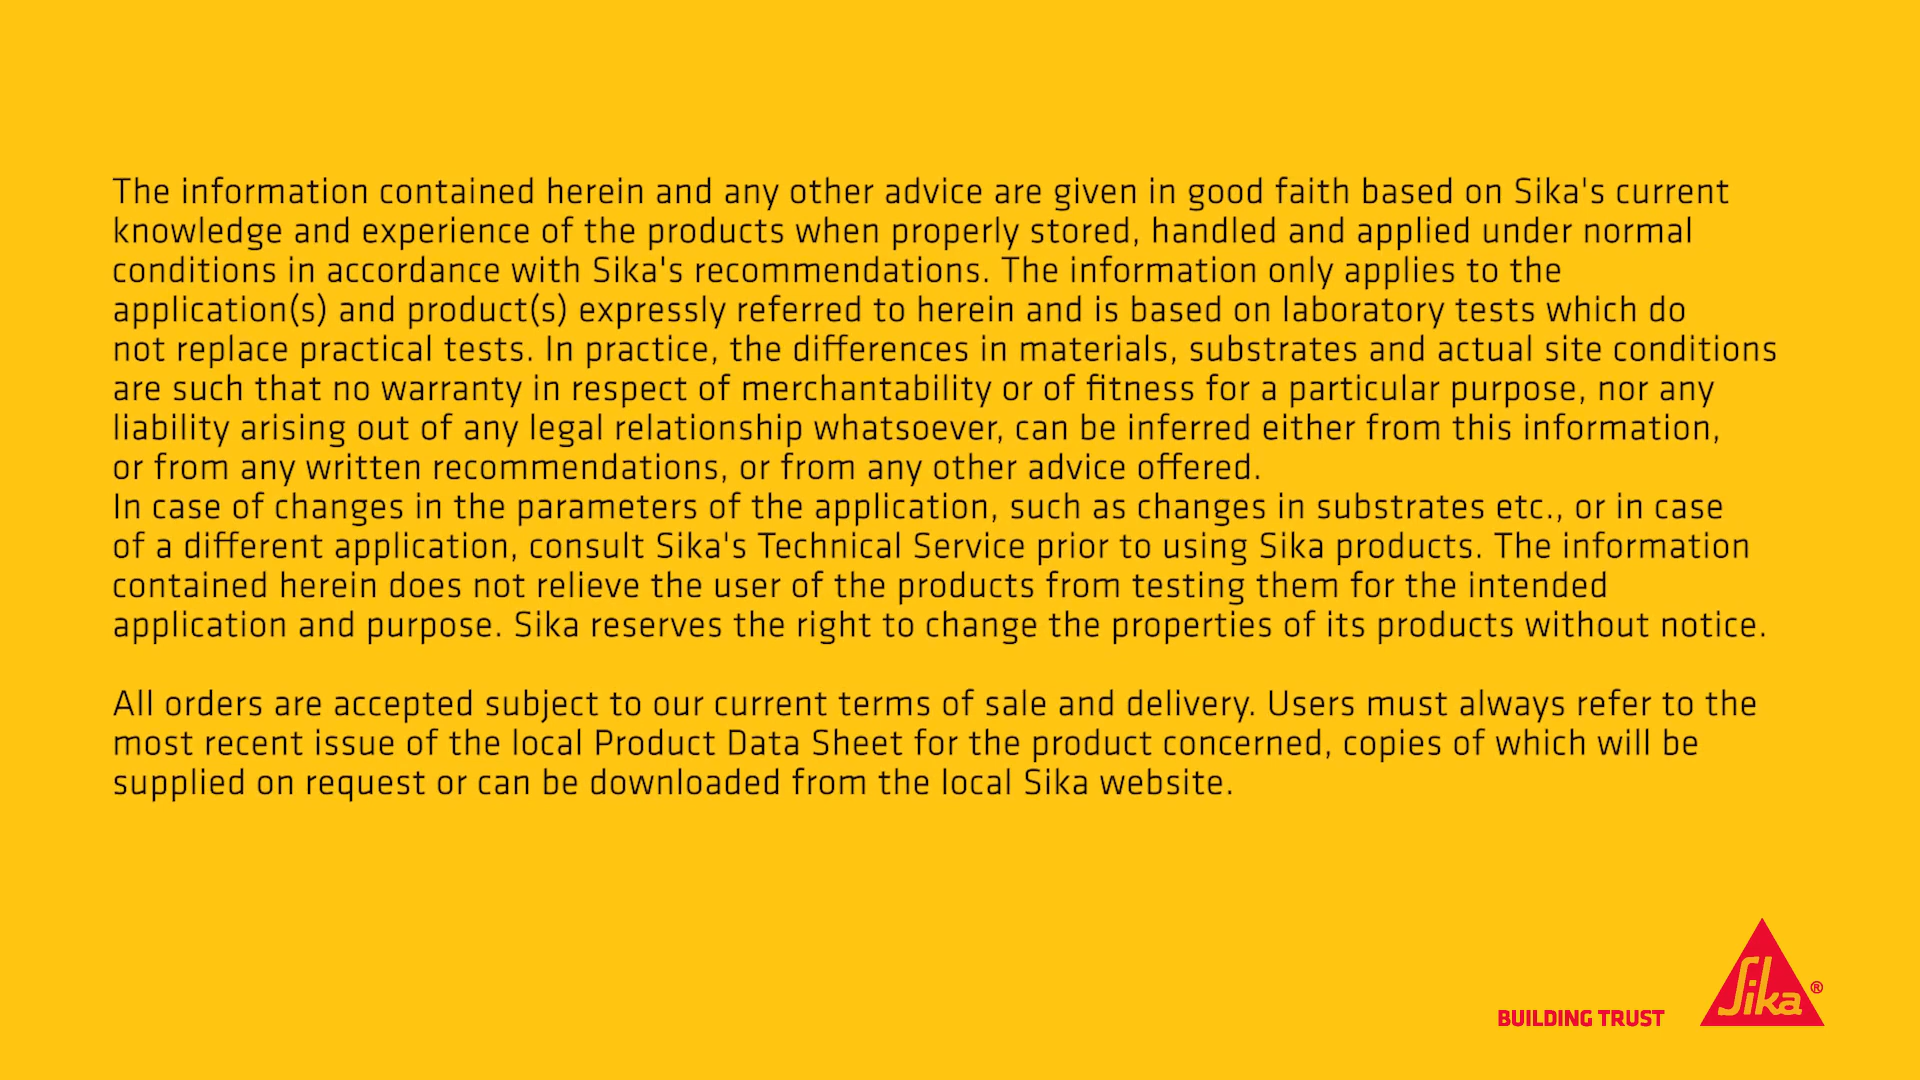 The information contained herein and any other advice are given in good faith based on Sika's current
knowledge and experience of the products when properly stored, handled and applied under normal
conditions in accordance with Sika's recommendations. The information only applies to the
application(s) and product(s) expressly referred to herein and is based on laboratory tests which do
not replace practical tests. In practice, the differences in materials, substrates and actual site conditions
are such that no warranty in respect of merchantability or of fitness for a particular purpose, nor any
liability arising out of any legal relationship whatsoever, can be inferred either from this information,
or from any written recommendations, or from any other advice offered.
In case of changes in the parameters of the application, such as changes in substrates etc., or in case
of a different application, consult Sika's Technical Service prior to using Sika products. The information
contained herein does not relieve the user of the products from testing them for the intended
application and purpose. Sika reserves the right to change the properties of its products without notice.
All orders are accepted subject to our current terms of sale and delivery. Users must always refer to the
most recent issue of the local Product Data Sheet for the product concerned, copies of which will be
supplied on request or can be downloaded from the local Sika website.
BUILDING TRUST
Sika®